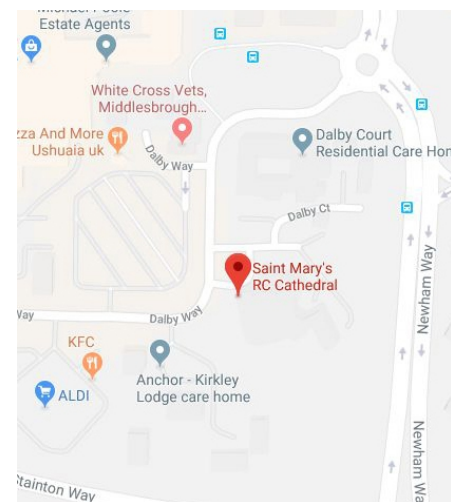 Michael Poole
Estate Agents
White Cross Vets,
Middlesbrough...
zza And More
Ushuaia uk
Dalby Way
Dalby Court
Residential Care Hom
Dalby Ct
Saint Mary's
RC Cathedral
Newham Way
Way
Dalby Way
KFC
Anchor - Kirkley
Lodge care home
ALDI
Newham Wa
Stainton Way